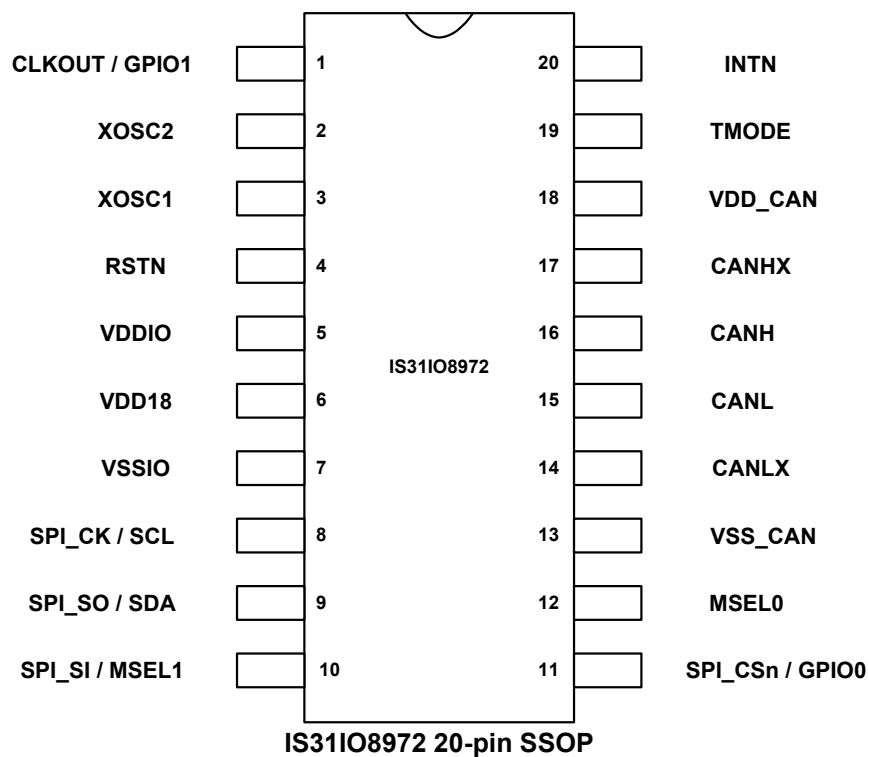 CLKOUT / GPIO1 1 20 INTN
XOSC2 2 19 TMODE
XOSC1 3 18 VDD_CAN
RSTN 4 17 CANHX
VDDIO 5 16 CANH
IS31IO8972
VDD18 6 15 CANL
VSSIO 7 14 CANLX
SPI_CK / SCL 8 13 VSS_CAN
SPI_SO / SDA 9 12 MSEL0
SPI_SI / MSEL1 10 11 SPI_CSn / GPIO0
IS31IO8972 20-pin SSOP